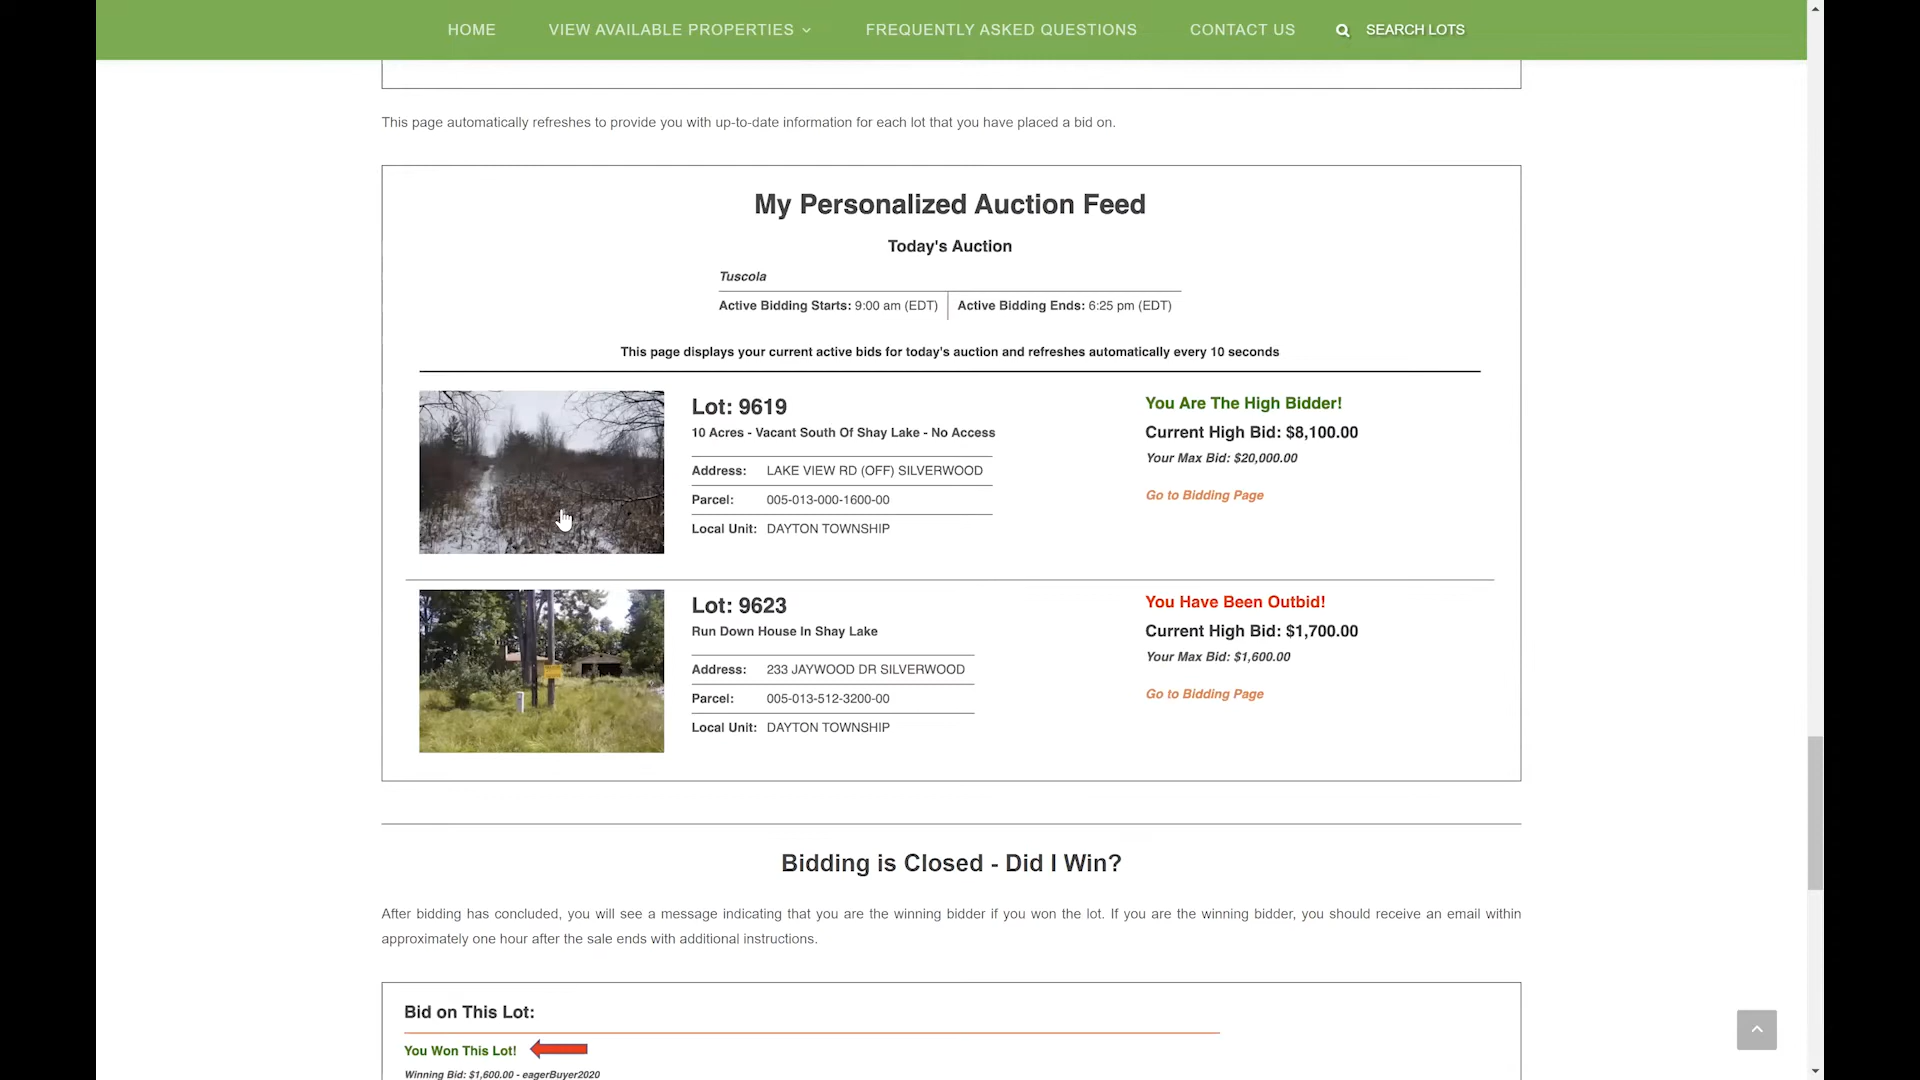 HOME VIEW AVAILABLE PROPERTIES FREQUENTLY ASKED QUESTIONS CONTACT US SEARCH LOTS
This page automatically refreshes to provide you with up-to-date information for each lot that you have placed a bid on.
My Personalized Auction Feed
Today's Auction
Tuscola
Active Bidding Starts: 9:00 am (EDT) Active Bidding Ends: 6:25 pm (EDT)
This page displays your current active bids for today's auction and refreshes automatically every 10 seconds
Lot: 9619
10 Acres - Vacant South Of Shay Lake - No Access
Address: LAKE VIEW RD (OFF) SILVERWOOD
Parcel: 005-013-000-1600-00
Local Unit: DAYTON TOWNSHIP
You Are The High Bidder!
Current High Bid: $8,100.00
Your Max Bid: $20,000.00
Go to Bidding Page
Lot: 9623
Run Down House In Shay Lake
Address: 233 JAYWOOD DR SILVERWOOD
Parcel: 005-013-512-3200-00
Local Unit: DAYTON TOWNSHIP
You Have Been Outbid!
Current High Bid: $1,700.00
Your Max Bid: $1,600.00
Go to Bidding Page
Bidding is Closed - Did I Win?
After bidding has concluded, you will see a message indicating that you are the winning bidder if you won the lot. If you are the winning bidder, you should receive an email within
approximately one hour after the sale ends with additional instructions.
Bid on This Lot:
You Won This Lot!
Winning Bid: $1,600.00 - eagerBuyer2020